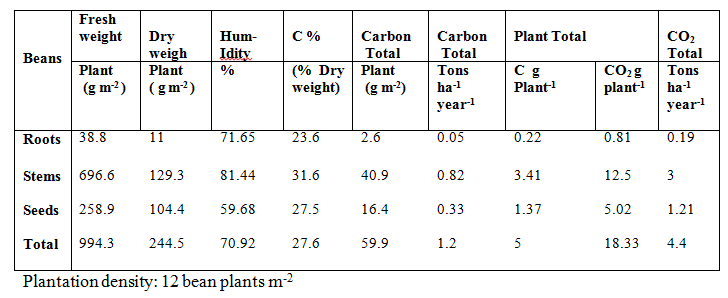 Beans | Fresh weight | Dry weigh | Hum-Idity | C % | Carbon Total | Carbon Total | Plant Total | CO₂ Total
Plant (g m⁻²) | Plant ( g m⁻²) | % | (% Dry weight) | Plant (g m⁻²) | Tons ha⁻¹ year⁻¹ | C g Plant⁻¹ | CO₂ g plant⁻¹ | Tons ha⁻¹ year⁻¹
Roots | 38.8 | 11 | 71.65 | 23.6 | 2.6 | 0.05 | 0.22 | 0.81 | 0.19
Stems | 696.6 | 129.3 | 81.44 | 31.6 | 40.9 | 0.82 | 3.41 | 12.5 | 3
Seeds | 258.9 | 104.4 | 59.68 | 27.5 | 16.4 | 0.33 | 1.37 | 5.02 | 1.21
Total | 994.3 | 244.5 | 70.92 | 27.6 | 59.9 | 1.2 | 5 | 18.33 | 4.4
Plantation density: 12 bean plants m⁻²